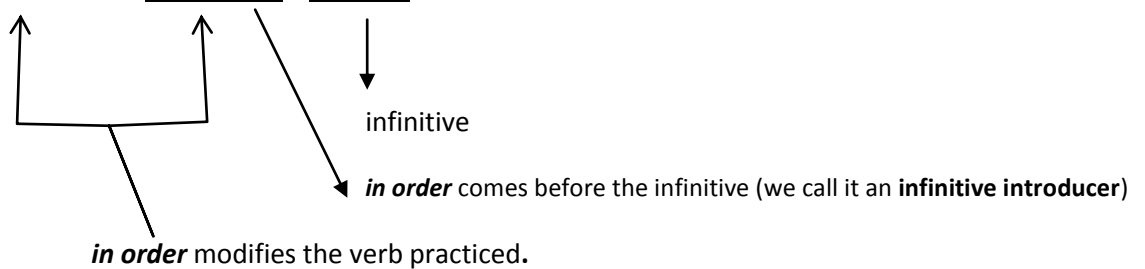 infinitive
in order comes before the infinitive (we call it an infinitive introducer)
in order modifies the verb practiced.